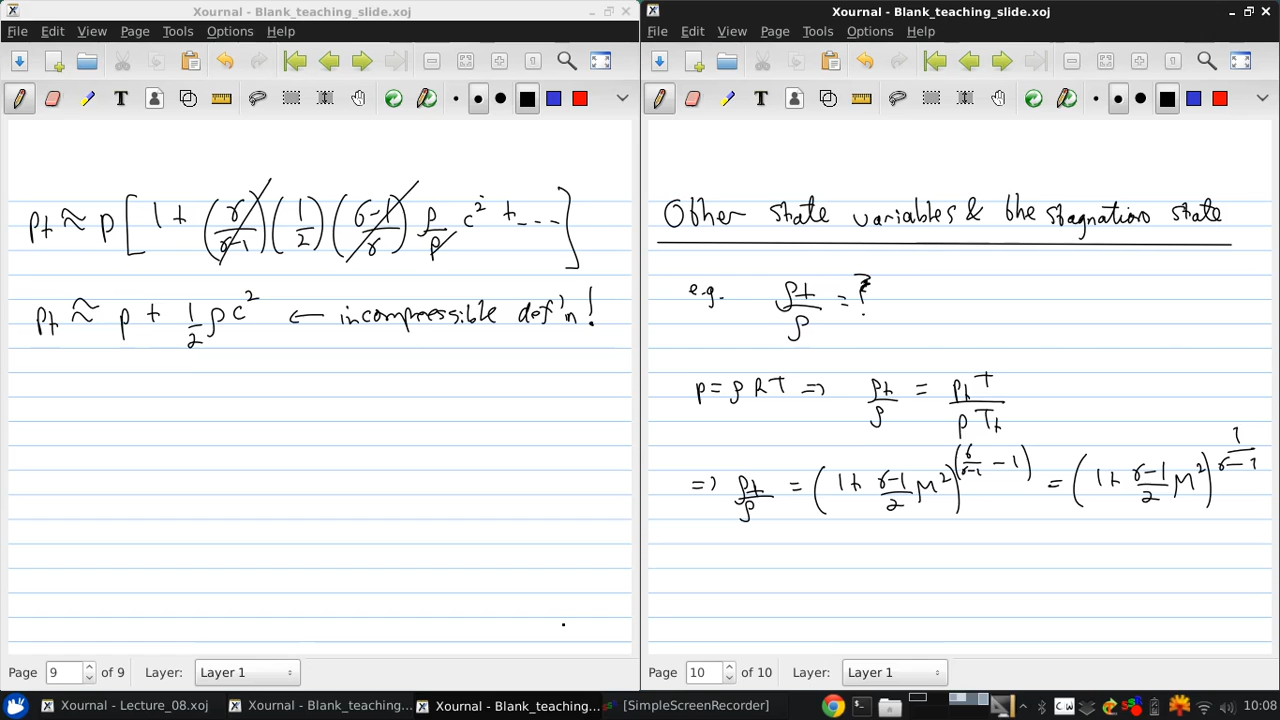 Xournal - Blank_teaching_slide.xoj
File Edit View Page Tools Options Help
pt ≈ p [ 1 + (γ/γ-1) (1/2) (γ-1/γ) ρ/p c² + --- ]
pt ≈ p + 1/2 ρ c² ← incompressible def'n!
Page 9 of 9 Layer: Layer 1
Xournal - Blank_teaching_slide.xoj
File Edit View Page Tools Options Help
Other state variables & the stagnation state
e.g. ρt/ρ = ?
p = ρ R T ⇒ ρt/ρ = pt T / p Tt
⇒ ρt/ρ = (1 + γ-1/2 M²)^(γ/γ-1 - 1) = (1 + γ-1/2 M²)^1/γ-1
Page 10 of 10 Layer: Layer 1
Xournal - Lecture_08.xoj Xournal - Blank_teaching... Xournal - Blank_teaching... [SimpleScreenRecorder] 10:08